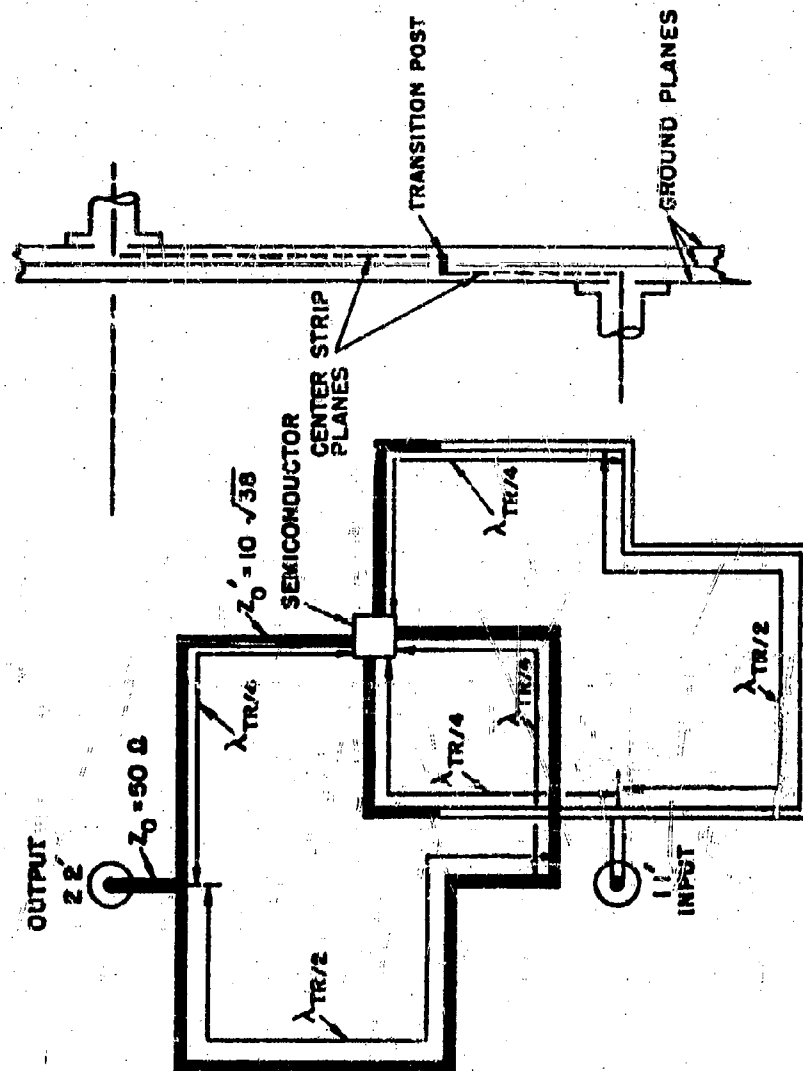 OUTPUT
2 2'
Z₀ = 50 Ω
Z₀' = 10 √38
SEMICONDUCTOR
CENTER STRIP
PLANES
TRANSITION POST
GROUND PLANES
λTR/2
λTR/4
λTR/4
λTR/4
λTR/4
λTR/2
1 1'
INPUT